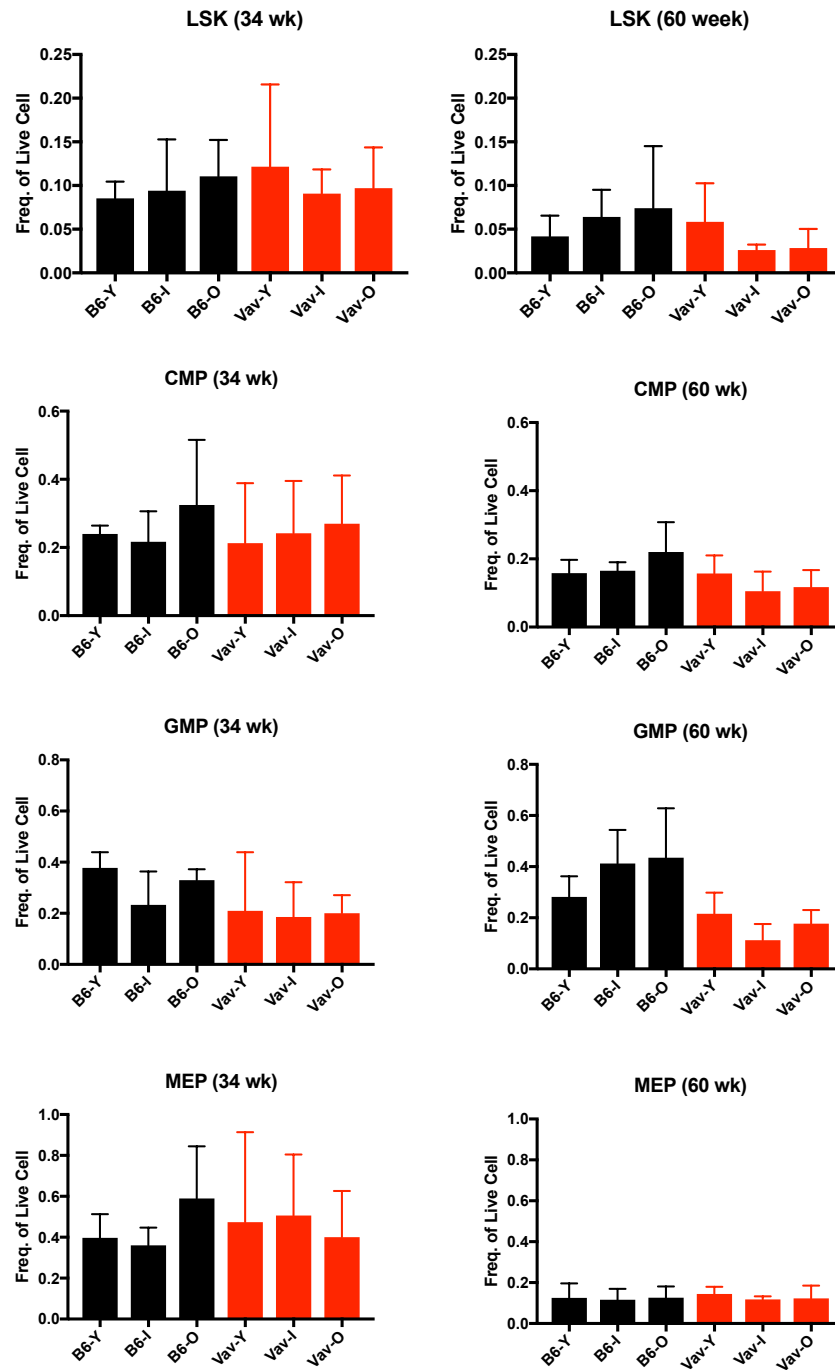 LSK (34 wk)
Freq. of Live Cell
0.25
0.20
0.15
0.10
0.05
0.00
B6-Y
B6-I
B6-O
Vav-Y
Vav-I
Vav-O
LSK (60 week)
Freq. of Live Cell
0.25
0.20
0.15
0.10
0.05
0.00
B6-Y
B6-I
B6-O
Vav-Y
Vav-I
Vav-O
CMP (34 wk)
Freq. of Live Cell
0.6
0.4
0.2
0.0
B6-Y
B6-I
B6-O
Vav-Y
Vav-I
Vav-O
CMP (60 wk)
Freq. of Live Cell
0.6
0.4
0.2
0.0
B6-Y
B6-I
B6-O
Vav-Y
Vav-I
Vav-O
GMP (34 wk)
Freq. of Live Cell
0.8
0.6
0.4
0.2
0.0
B6-Y
B6-I
B6-O
Vav-Y
Vav-I
Vav-O
GMP (60 wk)
Freq. of Live Cell
0.8
0.6
0.4
0.2
0.0
B6-Y
B6-I
B6-O
Vav-Y
Vav-I
Vav-O
MEP (34 wk)
Freq. of Live Cell
1.0
0.8
0.6
0.4
0.2
0.0
B6-Y
B6-I
B6-O
Vav-Y
Vav-I
Vav-O
MEP (60 wk)
Freq. of Live Cell
1.0
0.8
0.6
0.4
0.2
0.0
B6-Y
B6-I
B6-O
Vav-Y
Vav-I
Vav-O